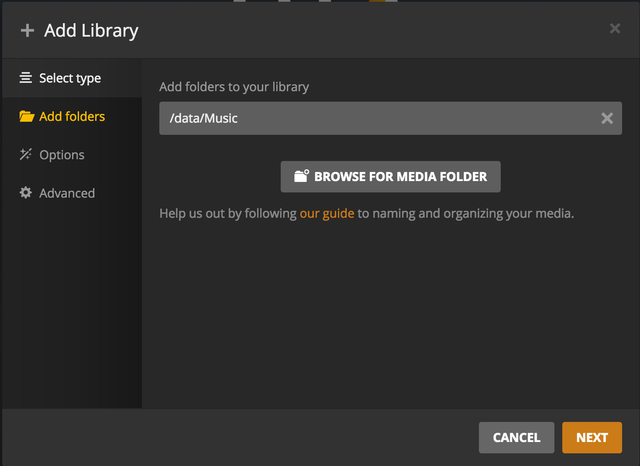 Add Library
Select type
Add folders
Options
Advanced
Add folders to your library
/data/Music
BROWSE FOR MEDIA FOLDER
Help us out by following our guide to naming and organizing your media.
CANCEL
NEXT